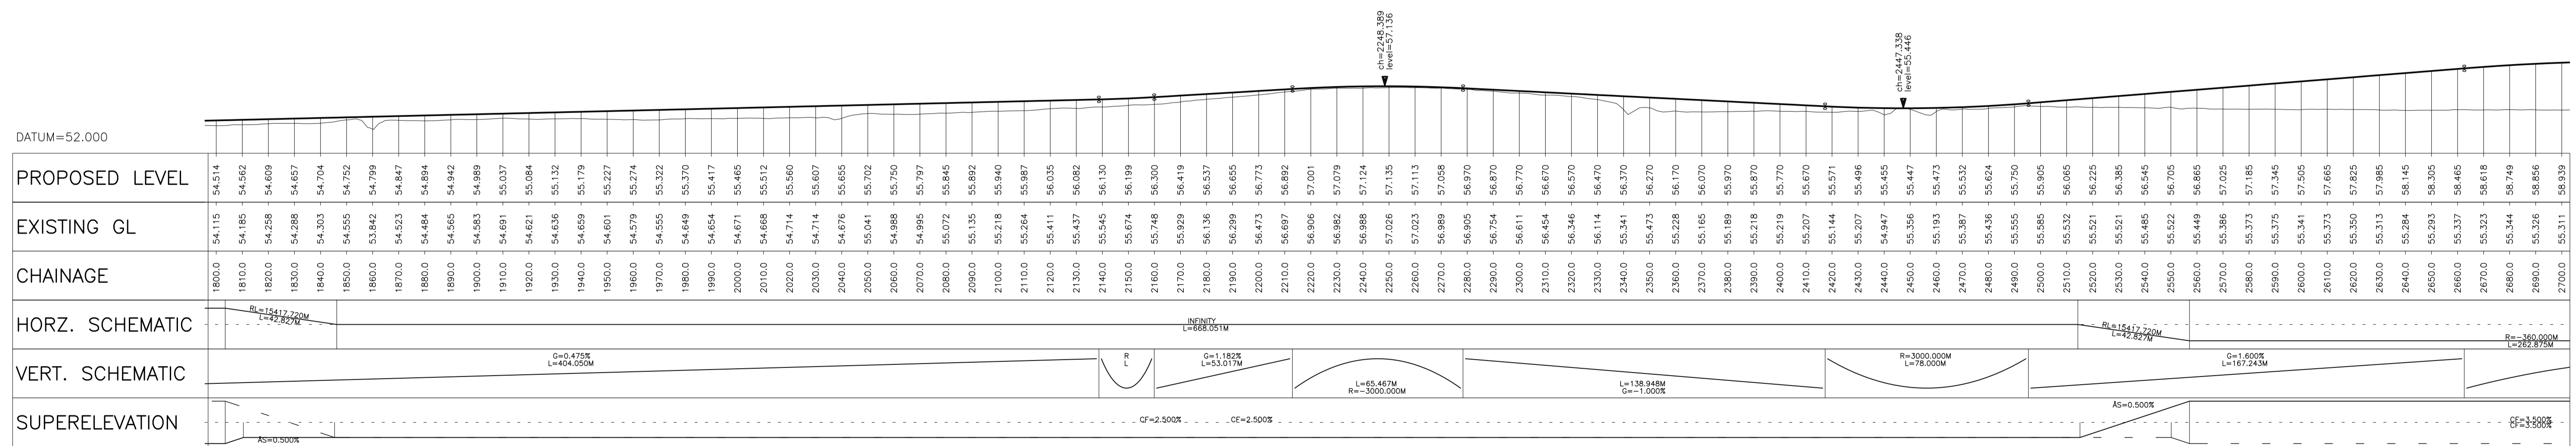 ch=2248.389
level=57.136
ch=2447.338
level=55.446
DATUM=52.000
PROPOSED LEVEL 54.514 54.562 54.609 54.657 54.704 54.752 54.799 54.847 54.894 54.942 54.989 55.037 55.084 55.132 55.179 55.227 55.274 55.322 55.370 55.417 55.465 55.512 55.560 55.607 55.655 55.702 55.750 55.797 55.845 55.892 55.940 55.987 56.035 56.082 56.130 56.199 56.300 56.419 56.537 56.655 56.773 56.892 57.001 57.079 57.124 57.135 57.113 57.058 56.970 56.870 56.770 56.670 56.570 56.470 56.370 56.270 56.170 56.070 55.970 55.870 55.770 55.670 55.571 55.496 55.455 55.447 55.473 55.532 55.624 55.750 55.905 56.065 56.225 56.385 56.545 56.705 56.865 57.025 57.185 57.345 57.505 57.665 57.825 57.985 58.145 58.305 58.465 58.618 58.749 58.856 58.939
EXISTING GL 54.115 54.185 54.258 54.288 54.303 54.555 53.842 54.523 54.484 54.565 54.583 54.691 54.621 54.636 54.659 54.601 54.579 54.555 54.649 54.654 54.671 54.668 54.714 54.714 54.676 55.041 54.988 54.995 55.072 55.135 55.218 55.264 55.411 55.437 55.545 55.674 55.748 55.929 56.136 56.299 56.473 56.697 56.906 56.982 56.988 57.026 57.023 56.989 56.905 56.754 56.611 56.454 56.346 56.114 55.341 55.473 55.228 55.165 55.189 55.218 55.219 55.207 55.144 55.207 54.947 55.356 55.193 55.387 55.436 55.555 55.585 55.532 55.521 55.521 55.485 55.522 55.449 55.386 55.373 55.375 55.341 55.373 55.350 55.313 55.284 55.293 55.337 55.323 55.344 55.326 55.311
CHAINAGE 1800.0 1810.0 1820.0 1830.0 1840.0 1850.0 1860.0 1870.0 1880.0 1890.0 1900.0 1910.0 1920.0 1930.0 1940.0 1950.0 1960.0 1970.0 1980.0 1990.0 2000.0 2010.0 2020.0 2030.0 2040.0 2050.0 2060.0 2070.0 2080.0 2090.0 2100.0 2110.0 2120.0 2130.0 2140.0 2150.0 2160.0 2170.0 2180.0 2190.0 2200.0 2210.0 2220.0 2230.0 2240.0 2250.0 2260.0 2270.0 2280.0 2290.0 2300.0 2310.0 2320.0 2330.0 2340.0 2350.0 2360.0 2370.0 2380.0 2390.0 2400.0 2410.0 2420.0 2430.0 2440.0 2450.0 2460.0 2470.0 2480.0 2490.0 2500.0 2510.0 2520.0 2530.0 2540.0 2550.0 2560.0 2570.0 2580.0 2590.0 2600.0 2610.0 2620.0 2630.0 2640.0 2650.0 2660.0 2670.0 2680.0 2690.0 2700.0
HORZ. SCHEMATIC
RL=15417.720M
L=42.827M
INFINITY
L=668.051M
RL=15417.720M
L=42.827M
R=-360.000M
L=262.875M
VERT. SCHEMATIC
G=0.475%
L=404.050M
R
L
G=1.182%
L=53.017M
L=65.467M
R=-3000.000M
L=138.948M
G=-1.000%
R=3000.000M
L=78.000M
G=1.600%
L=167.243M
SUPERELEVATION
ÄS=0.500%
CF=2.500% CF=2.500%
ÄS=0.500%
CF=3.500%
CF=3.500%